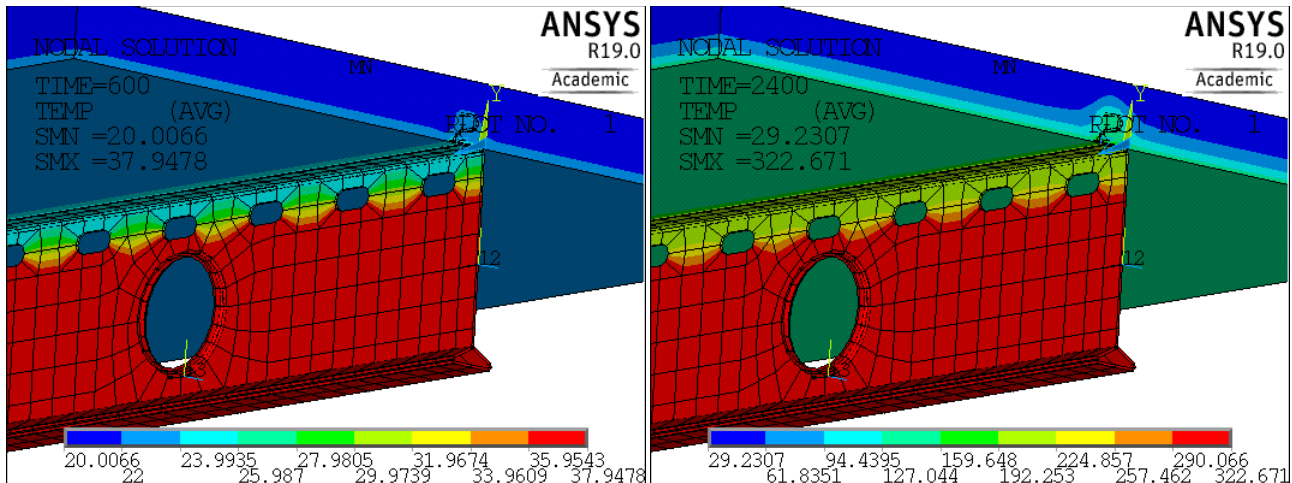 ANSYS
R19.0
Academic
NODAL SOLUTION
MN
TIME=600
TEMP (AVG)
SMN =20.0066
SMX =37.9478
Y
PLOT NO. 1
12
20.0066 23.9935 27.9805 31.9674 35.9543
22 25.987 29.9739 33.9609 37.9478
ANSYS
R19.0
Academic
NODAL SOLUTION
MN
TIME=2400
TEMP (AVG)
SMN =29.2307
SMX =322.671
Y
PLOT NO. 1
12
29.2307 94.4395 159.648 224.857 290.066
61.8351 127.044 192.253 257.462 322.671